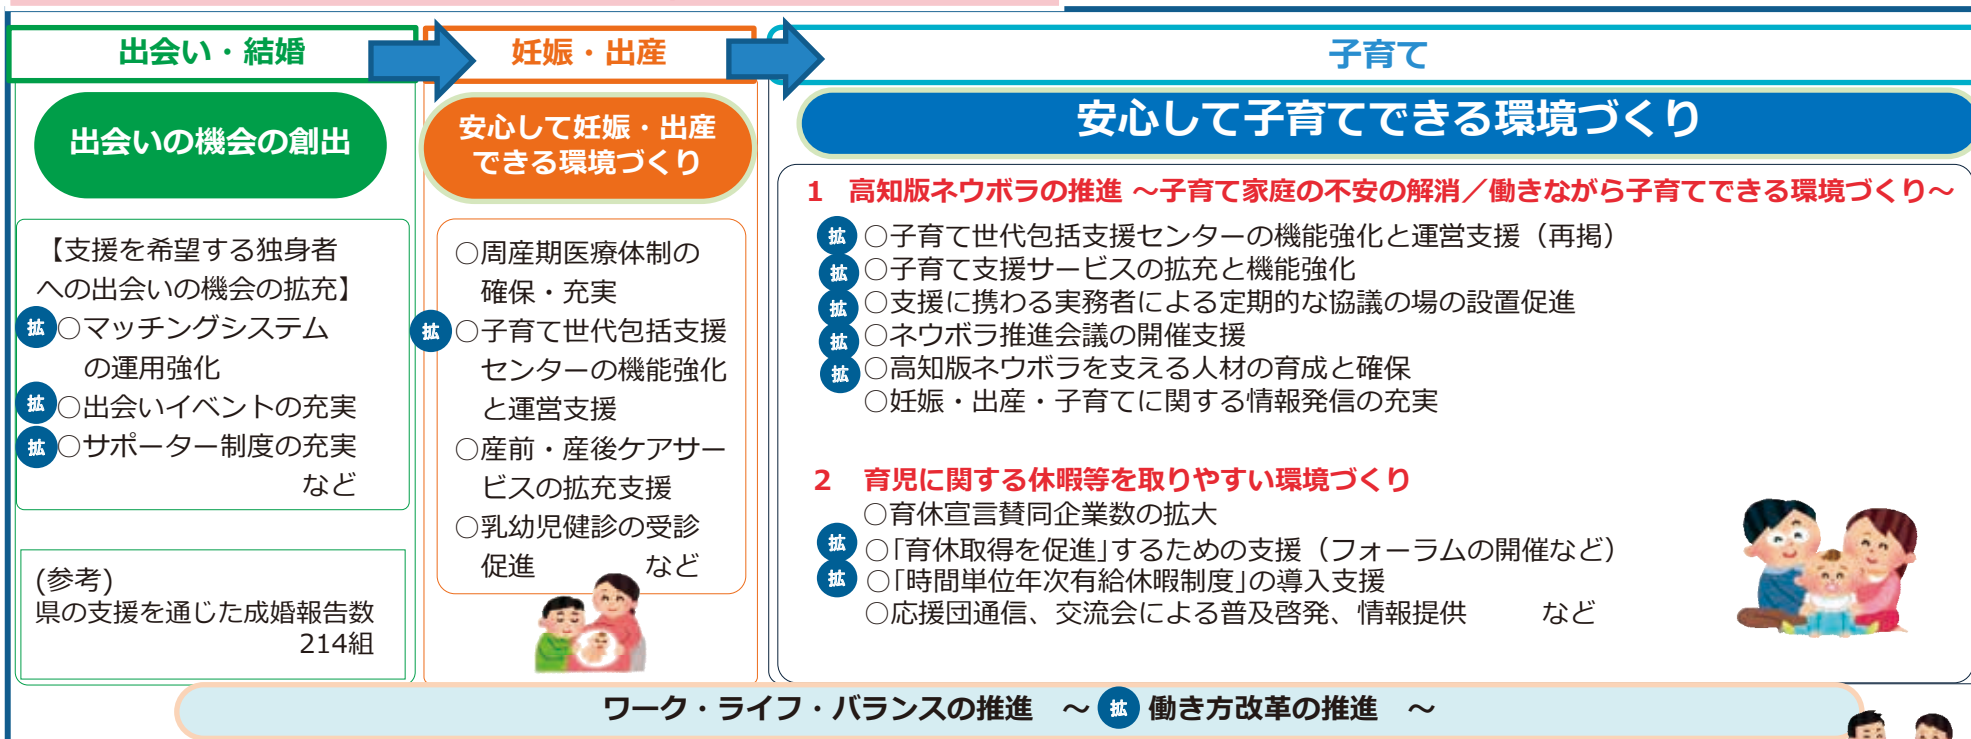 出会い・結婚
出会いの機会の創出
【支援を希望する独身者
への出会いの機会の拡充】
拡 ○マッチングシステム
の運用強化
拡 ○出会いイベントの充実
拡 ○サポーター制度の充実
など
(参考)
県の支援を通じた成婚報告数
214組
妊娠・出産
安心して妊娠・出産
できる環境づくり
○周産期医療体制の
確保・充実
拡 ○子育て世代包括支援
センターの機能強化
と運営支援
○産前・産後ケアサー
ビスの拡充支援
○乳幼児健診の受診
促進 など
子育て
安心して子育てできる環境づくり
1 高知版ネウボラの推進 ～子育て家庭の不安の解消／働きながら子育てできる環境づくり～
拡 ○子育て世代包括支援センターの機能強化と運営支援（再掲）
拡 ○子育て支援サービスの拡充と機能強化
拡 ○支援に携わる実務者による定期的な協議の場の設置促進
拡 ○ネウボラ推進会議の開催支援
拡 ○高知版ネウボラを支える人材の育成と確保
○妊娠・出産・子育てに関する情報発信の充実
2 育児に関する休暇等を取りやすい環境づくり
○育休宣言賛同企業数の拡大
拡 ○「育休取得を促進」するための支援（フォーラムの開催など）
拡 ○「時間単位年次有給休暇制度」の導入支援
○応援団通信、交流会による普及啓発、情報提供 など
ワーク・ライフ・バランスの推進 ～ 拡 働き方改革の推進 ～